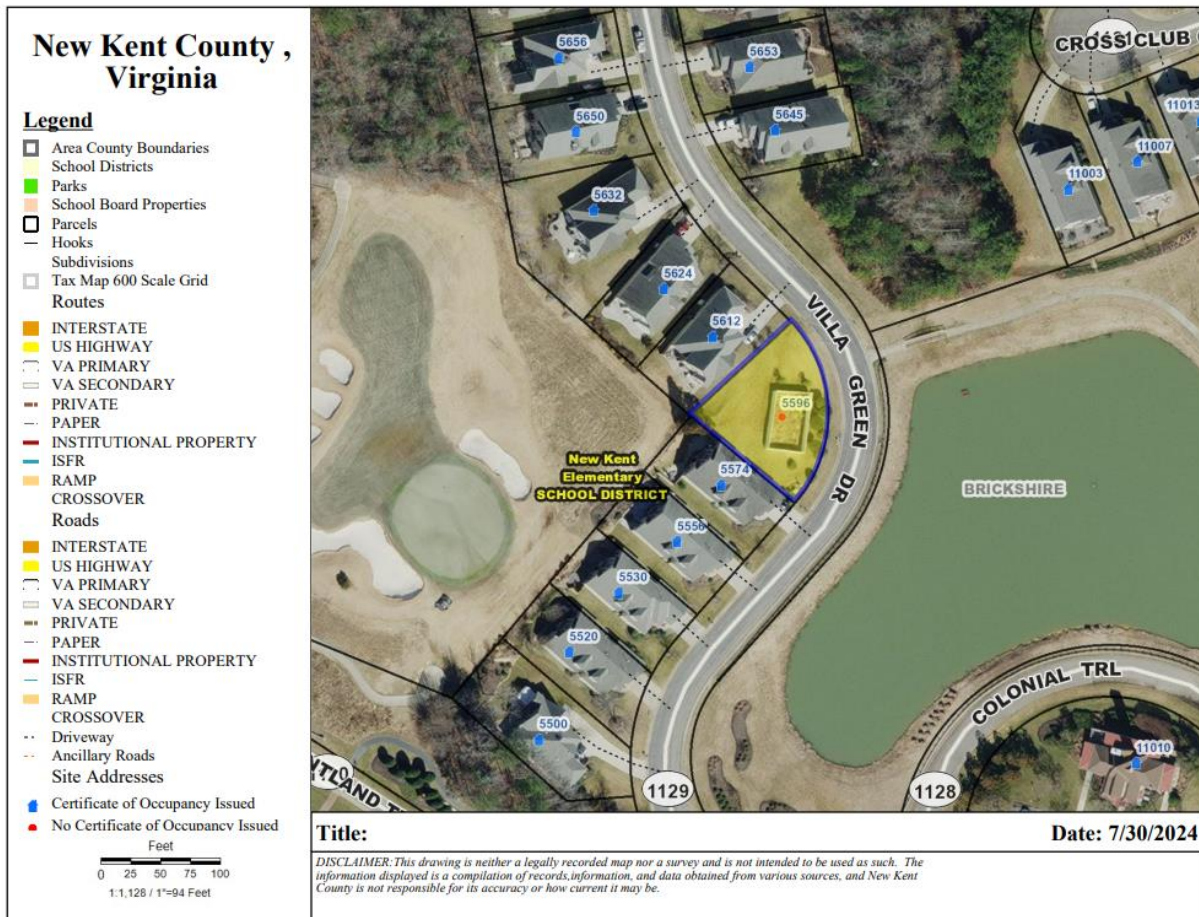 New Kent County ,
Virginia
Legend
Area County Boundaries
School Districts
Parks
School Board Properties
Parcels
Hooks
Subdivisions
Tax Map 600 Scale Grid
Routes
INTERSTATE
US HIGHWAY
VA PRIMARY
VA SECONDARY
PRIVATE
PAPER
INSTITUTIONAL PROPERTY
ISFR
RAMP
CROSSOVER
Roads
INTERSTATE
US HIGHWAY
VA PRIMARY
VA SECONDARY
PRIVATE
PAPER
INSTITUTIONAL PROPERTY
ISFR
RAMP
CROSSOVER
Driveway
Ancillary Roads
Site Addresses
Certificate of Occupancy Issued
No Certificate of Occupancy Issued
Feet
0 25 50 75 100
1:1,128 / 1"=94 Feet
5656
5653
CROSS CLUB
5650
5645
11013
11007
11003
5632
5624
5612
VILLA GREEN DR
5596
New Kent
Elementary
SCHOOL DISTRICT
5574
BRICKSHIRE
5556
5530
5520
5500
COLONIAL TRL
11010
1129
1128
Title:
Date: 7/30/2024
DISCLAIMER:This drawing is neither a legally recorded map nor a survey and is not intended to be used as such. The
information displayed is a compilation of records,information, and data obtained from various sources, and New Kent
County is not responsible for its accuracy or how current it may be.